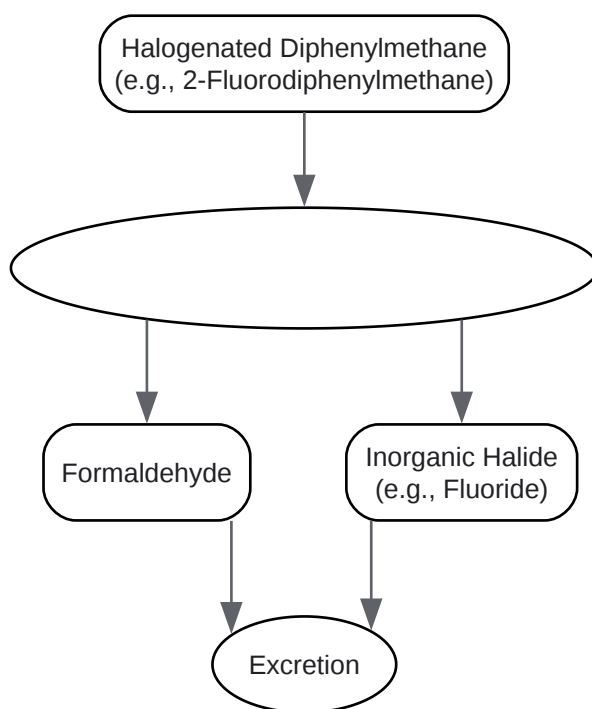 Halogenated Diphenylmethane
(e.g., 2-Fluorodiphenylmethane)
Formaldehyde
Inorganic Halide
(e.g., Fluoride)
Excretion